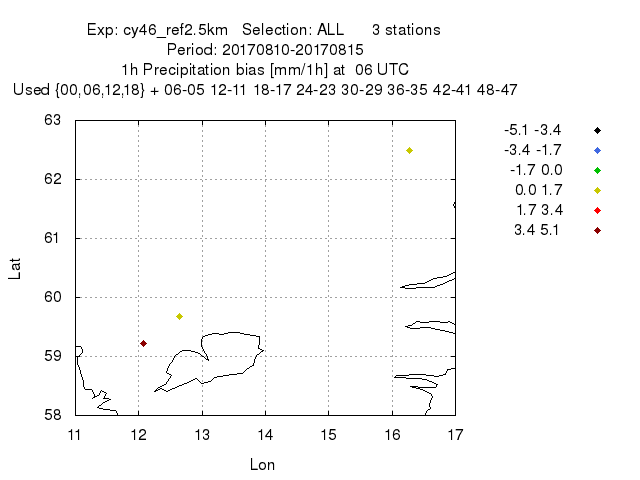 Exp: cy46_ref2.5km   Selection: ALL      3 stations
Period: 20170810-20170815
1h Precipitation bias [mm/1h] at  06 UTC
Used {00,06,12,18} + 06-05 12-11 18-17 24-23 30-29 36-35 42-41 48-47
-5.1 -3.4
-3.4 -1.7
-1.7 0.0
0.0 1.7
1.7 3.4
3.4 5.1
63
62
61
60
59
58
Lat
11 12 13 14 15 16 17
Lon